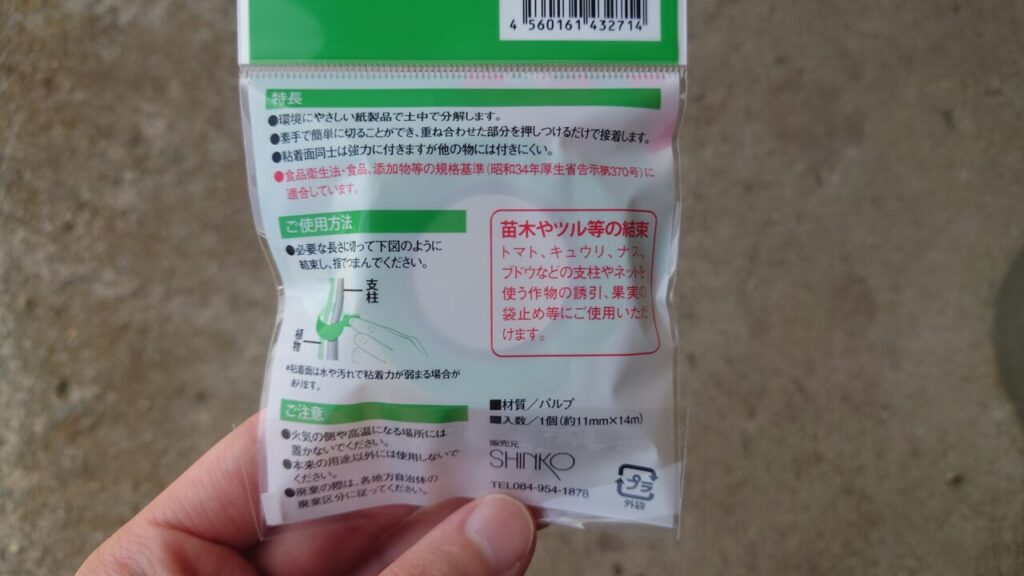 4 560161 432714
特長
●環境にやさしい紙製品で土中で分解します。
●素手で簡単に切ることができ、重ね合わせた部分を押しつけるだけで接着します。
●粘着面同士は強力に付きますが他の物には付きにくい。
●食品衛生法・食品、添加物等の規格基準(昭和34年厚生省告示第370号)に
適合しています。
ご使用方法
●必要な長さに切って下図のように
結束し、指でつまんでください。
支柱
植物
*粘着面は水や汚れで粘着力が弱まる場合が
あります。
ご注意
●火気の側や高温になる場所には
置かないでください。
●本来の用途以外には使用しないで
ください。
●廃棄の際は、各地方自治体の
廃棄区分に従ってください。
苗木やツル等の結束
トマト、キュウリ、ナス、
ブドウなどの支柱やネットを
使う作物の誘引、果実の
袋止め等にご使用いただ
けます。
■材質/パルプ
■入数/1個(約11mm×14m)
販売元
SHINKO
TEL084-954-1878
プラ
外袋